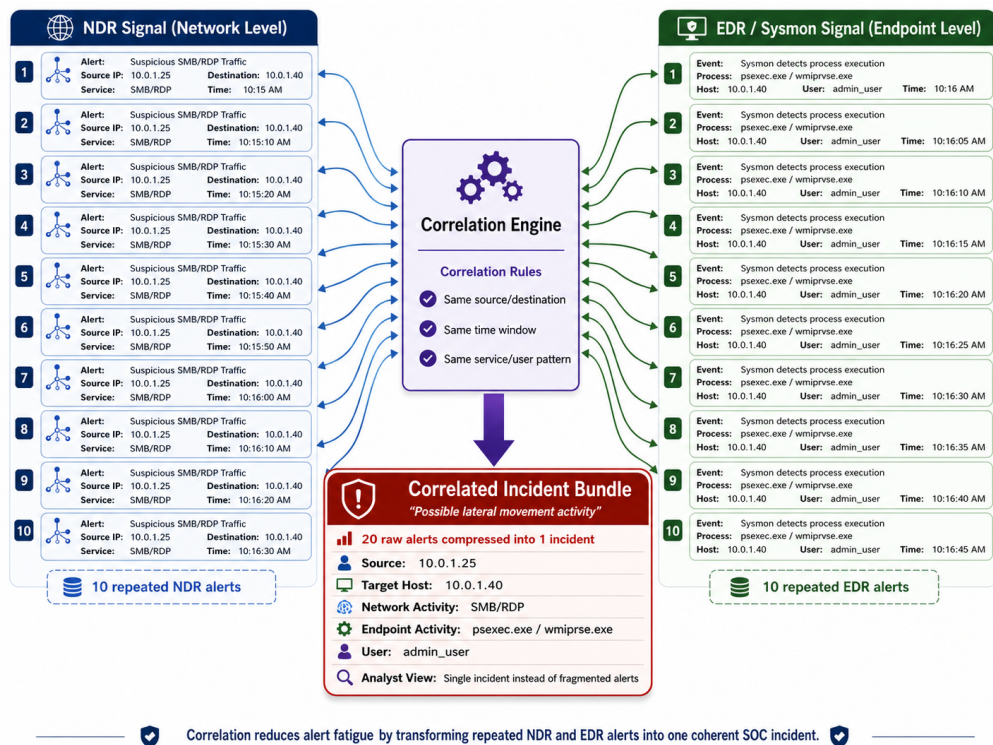 NDR Signal (Network Level)
1
Alert: Suspicious SMB/RDP Traffic
Source IP: 10.0.1.25 Destination: 10.0.1.40
Service: SMB/RDP Time: 10:15 AM
2
Alert: Suspicious SMB/RDP Traffic
Source IP: 10.0.1.25 Destination: 10.0.1.40
Service: SMB/RDP Time: 10:15:10 AM
3
Alert: Suspicious SMB/RDP Traffic
Source IP: 10.0.1.25 Destination: 10.0.1.40
Service: SMB/RDP Time: 10:15:20 AM
4
Alert: Suspicious SMB/RDP Traffic
Source IP: 10.0.1.25 Destination: 10.0.1.40
Service: SMB/RDP Time: 10:15:30 AM
5
Alert: Suspicious SMB/RDP Traffic
Source IP: 10.0.1.25 Destination: 10.0.1.40
Service: SMB/RDP Time: 10:15:40 AM
6
Alert: Suspicious SMB/RDP Traffic
Source IP: 10.0.1.25 Destination: 10.0.1.40
Service: SMB/RDP Time: 10:15:50 AM
7
Alert: Suspicious SMB/RDP Traffic
Source IP: 10.0.1.25 Destination: 10.0.1.40
Service: SMB/RDP Time: 10:16:00 AM
8
Alert: Suspicious SMB/RDP Traffic
Source IP: 10.0.1.25 Destination: 10.0.1.40
Service: SMB/RDP Time: 10:16:10 AM
9
Alert: Suspicious SMB/RDP Traffic
Source IP: 10.0.1.25 Destination: 10.0.1.40
Service: SMB/RDP Time: 10:16:20 AM
10
Alert: Suspicious SMB/RDP Traffic
Source IP: 10.0.1.25 Destination: 10.0.1.40
Service: SMB/RDP Time: 10:16:30 AM
10 repeated NDR alerts
Correlation Engine
Correlation Rules
Same source/destination
Same time window
Same service/user pattern
Correlated Incident Bundle
"Possible lateral movement activity"
20 raw alerts compressed into 1 incident
Source: 10.0.1.25
Target Host: 10.0.1.40
Network Activity: SMB/RDP
Endpoint Activity: psexec.exe / wmiprse.exe
User: admin_user
Analyst View: Single incident instead of fragmented alerts
EDR / Sysmon Signal (Endpoint Level)
1
Event: Sysmon detects process execution
Process: psexec.exe / wmiprvse.exe
Host: 10.0.1.40 User: admin_user Time: 10:16 AM
2
Event: Sysmon detects process execution
Process: psexec.exe / wmiprvse.exe
Host: 10.0.1.40 User: admin_user Time: 10:16:05 AM
3
Event: Sysmon detects process execution
Process: psexec.exe / wmiprvse.exe
Host: 10.0.1.40 User: admin_user Time: 10:16:10 AM
4
Event: Sysmon detects process execution
Process: psexec.exe / wmiprvse.exe
Host: 10.0.1.40 User: admin_user Time: 10:16:15 AM
5
Event: Sysmon detects process execution
Process: psexec.exe / wmiprvse.exe
Host: 10.0.1.40 User: admin_user Time: 10:16:20 AM
6
Event: Sysmon detects process execution
Process: psexec.exe / wmiprvse.exe
Host: 10.0.1.40 User: admin_user Time: 10:16:25 AM
7
Event: Sysmon detects process execution
Process: psexec.exe / wmiprvse.exe
Host: 10.0.1.40 User: admin_user Time: 10:16:30 AM
8
Event: Sysmon detects process execution
Process: psexec.exe / wmiprvse.exe
Host: 10.0.1.40 User: admin_user Time: 10:16:35 AM
9
Event: Sysmon detects process execution
Process: psexec.exe / wmiprvse.exe
Host: 10.0.1.40 User: admin_user Time: 10:16:40 AM
10
Event: Sysmon detects process execution
Process: psexec.exe / wmiprvse.exe
Host: 10.0.1.40 User: admin_user Time: 10:16:45 AM
10 repeated EDR alerts
Correlation reduces alert fatigue by transforming repeated NDR and EDR alerts into one coherent SOC incident.